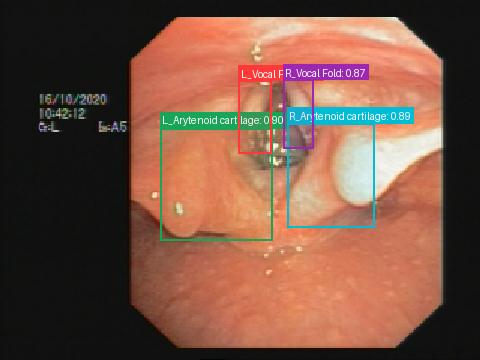 16/10/2020
10:42:12
L_Vocal F
R_Vocal Fold: 0.87
L_Arytenoid cartilage: 0.90
R_Arytenoid cartilage: 0.89